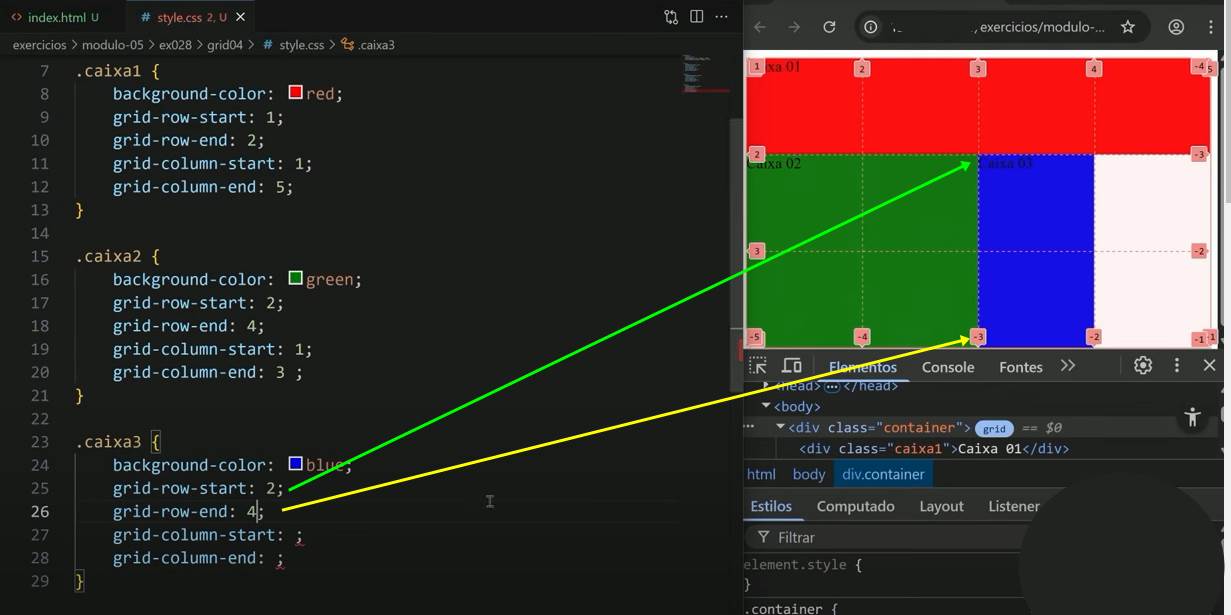 index.html U
# style.css 2, U
exercicios > modulo-05 > ex028 > grid04 > # style.css > .caixa3
7 .caixa1 {
8 background-color: red;
9 grid-row-start: 1;
10 grid-row-end: 2;
11 grid-column-start: 1;
12 grid-column-end: 5;
13 }
14
15 .caixa2 {
16 background-color: green;
17 grid-row-start: 2;
18 grid-row-end: 4;
19 grid-column-start: 1;
20 grid-column-end: 3 ;
21 }
22
23 .caixa3 {
24 background-color: blue;
25 grid-row-start: 2;
26 grid-row-end: 4;
27 grid-column-start: ;
28 grid-column-end: ;
29 }
exercicios/modulo-...
1 2 3 4 -4 5
01
2 -3
02
03
3 -2
-5 -4 -3 -2 -1 1
Elementos Console Fontes
<head> ... </head>
<body>
<div class="container"> grid == $0
<div class="caixa1">Caixa 01</div>
html body div.container
Estilos Computado Layout Listener
Filtrar
element.style {
}
.container {